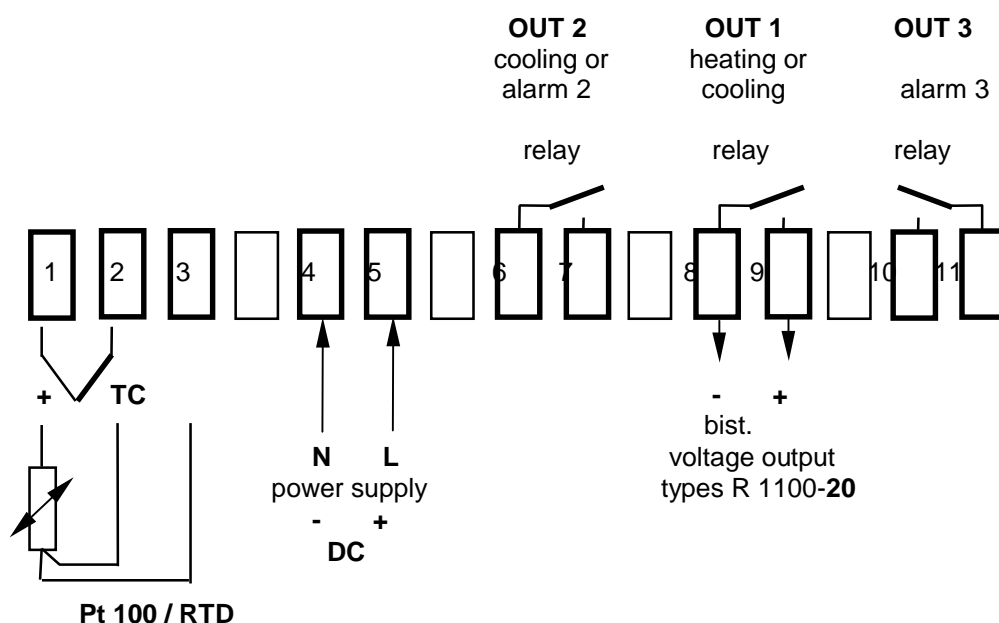 OUT 2 OUT 1 OUT 3
cooling or heating or
alarm 2 cooling alarm 3
relay relay relay
1 2 3 4 5 6 7 8 9 10 11
+ TC - +
bist.
N L voltage output
power supply types R 1100-20
- +
DC
Pt 100 / RTD